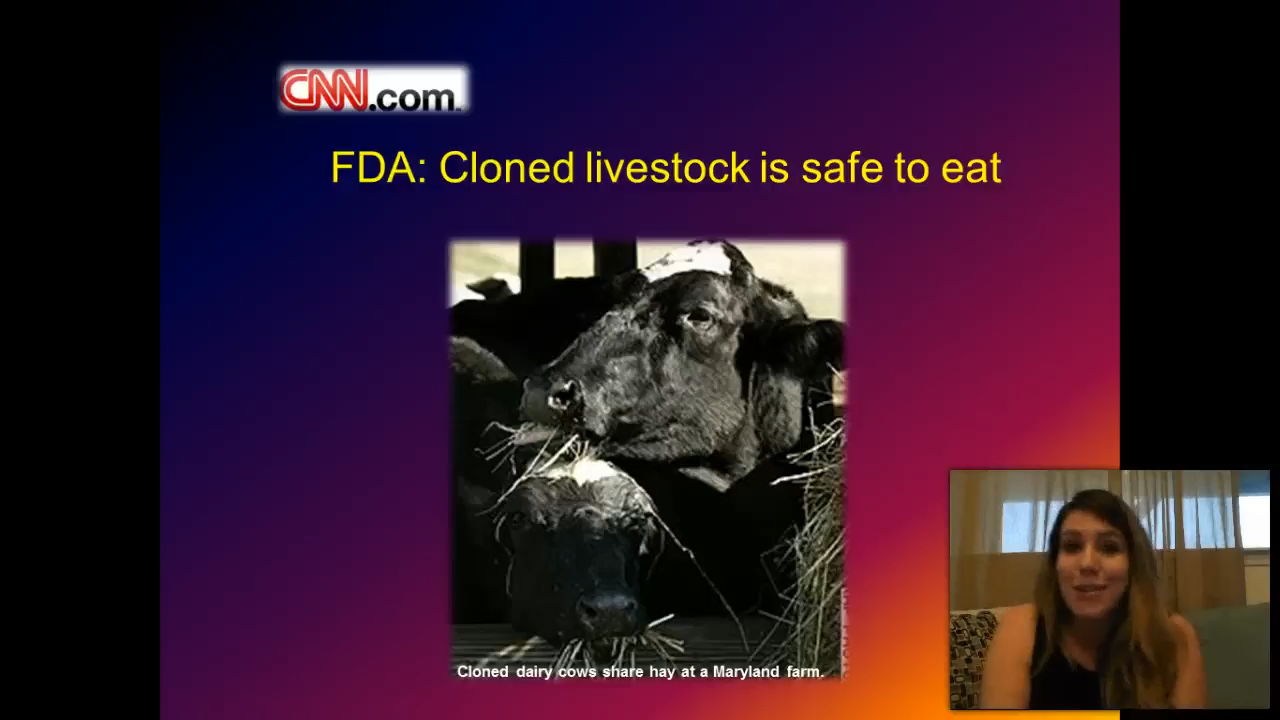 CNN.com
FDA: Cloned livestock is safe to eat
Cloned dairy cows share hay at a Maryland farm.